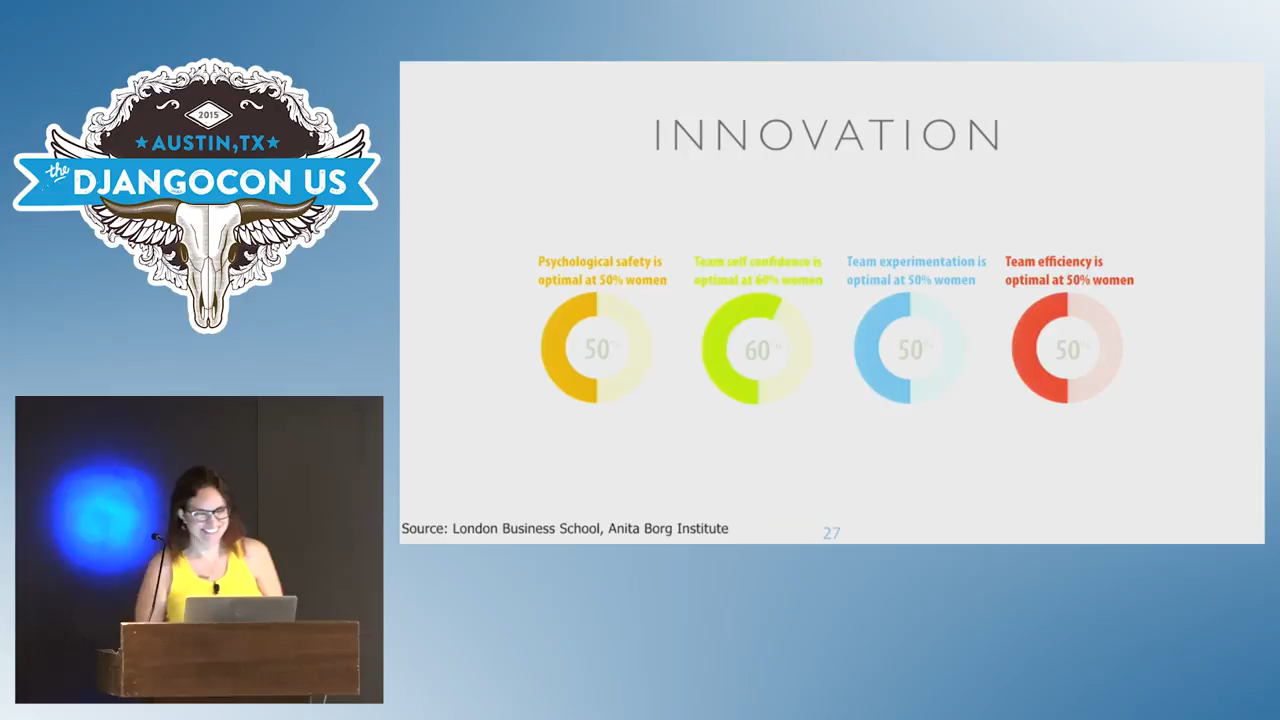 2015
★ AUSTIN, TX ★
the
DJANGOCON US
INNOVATION
Psychological safety is
optimal at 50% women
50%
Team self confidence is
optimal at 60% women
60%
Team experimentation is
optimal at 50% women
50%
Team efficiency is
optimal at 50% women
50%
Source: London Business School, Anita Borg Institute
27